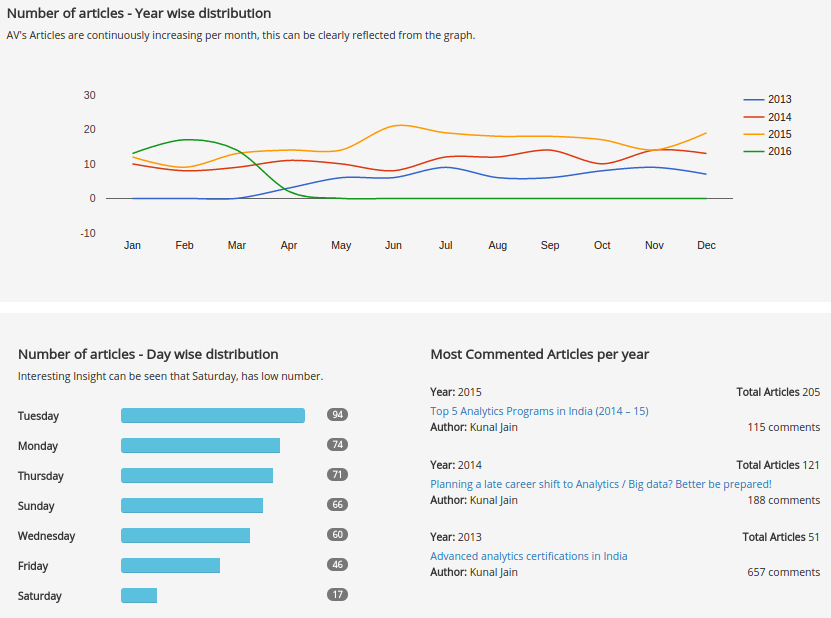 Number of articles - Year wise distribution
AV's Articles are continuously increasing per month, this can be clearly reflected from the graph.
30
20
10
0
-10
Jan Feb Mar Apr May Jun Jul Aug Sep Oct Nov Dec
2013
2014
2015
2016
Number of articles - Day wise distribution
Interesting Insight can be seen that Saturday, has low number.
Tuesday 94
Monday 74
Thursday 71
Sunday 66
Wednesday 60
Friday 46
Saturday 17
Most Commented Articles per year
Year: 2015 Total Articles 205
Top 5 Analytics Programs in India (2014 – 15)
Author: Kunal Jain 115 comments
Year: 2014 Total Articles 121
Planning a late career shift to Analytics / Big data? Better be prepared!
Author: Kunal Jain 188 comments
Year: 2013 Total Articles 51
Advanced analytics certifications in India
Author: Kunal Jain 657 comments